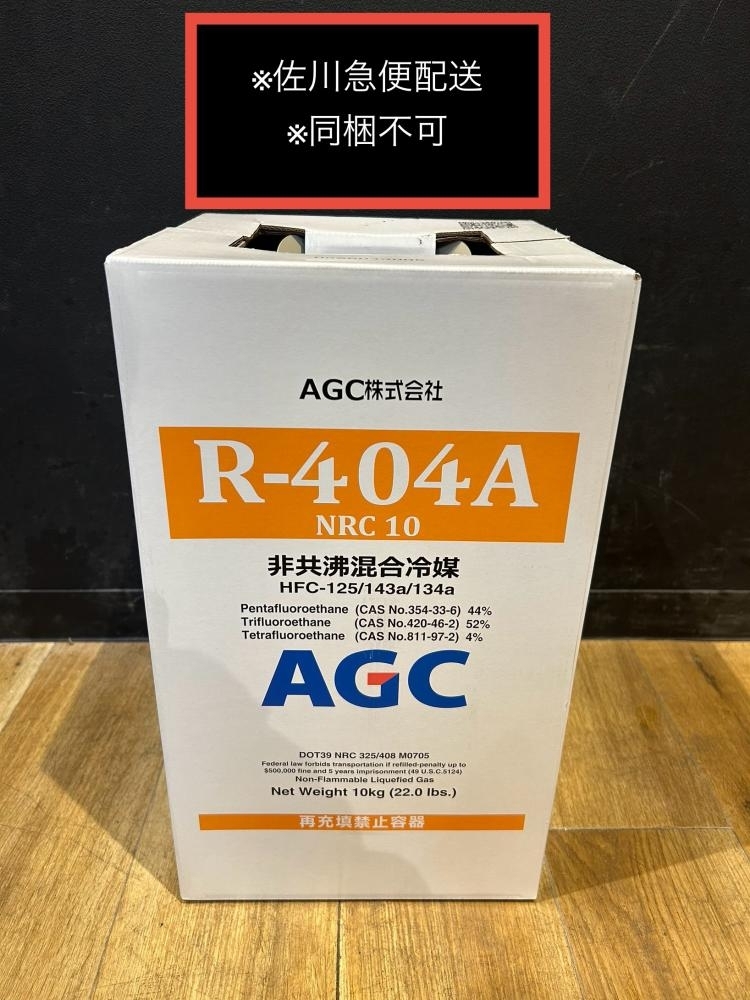 ※佐川急便配送
※同梱不可
AGC株式会社
R-404A
NRC 10
非共沸混合冷媒
HFC-125/143a/134a
Pentafluoroethane (CAS No.354-33-6) 44%
Trifluoroethane (CAS No.420-46-2) 52%
Tetrafluoroethane (CAS No.811-97-2) 4%
AGC
DOT39 NRC 325/408 M0705
Federal law forbids transportation if refilled-penalty up to
$500,000 fine and 5 years imprisonment (49 U.S.C.5124)
Non-Flammable Liquefied Gas
Net Weight 10kg (22.0 lbs.)
再充填禁止容器